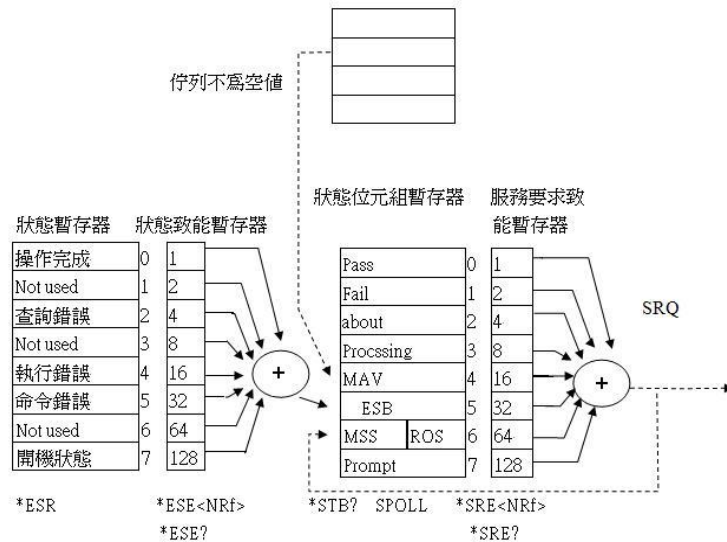 佇列不為空值
狀態位元組暫存器
服務要求致
能暫存器
狀態暫存器
狀態致能暫存器
操作完成 0 1
Not used 1 2
查詢錯誤 2 4
Not used 3 8
執行錯誤 4 16
命令錯誤 5 32
Not used 6 64
開機狀態 7 128
+
Pass 0 1
Fail 1 2
about 2 4
Procssing 3 8
MAV 4 16
ESB 5 32
MSS ROS 6 64
Prompt 7 128
+
SRQ
*ESR *ESE<NRf> *STB? SPOLL *SRE<NRf>
*ESE? *SRE?